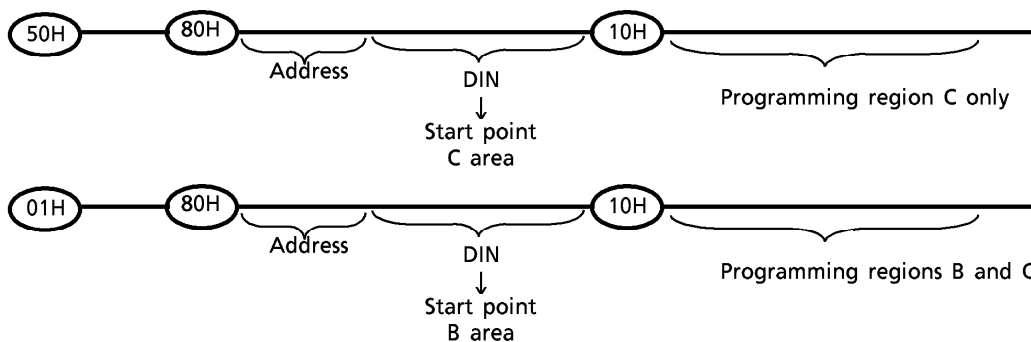 50H 80H 10H
Address DIN Programming region C only
Start point
C area
01H 80H 10H
Address DIN Programming regions B and C
Start point
B area